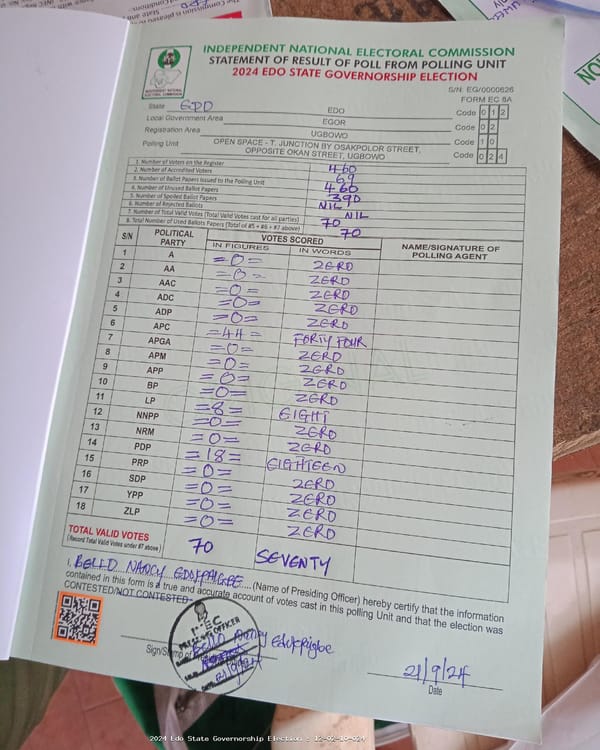 INDEPENDENT NATIONAL ELECTORAL COMMISSION
STATEMENT OF RESULT OF POLL FROM POLLING UNIT
2024 EDO STATE GOVERNORSHIP ELECTION
INDEPENDENT NATIONAL
ELECTORAL COMMISSION
S/N: EG/0000626
FORM EC 8A
State EDO EDO Code 0 1 2
Local Government Area EGOR Code 0 2
Registration Area UGBOWO Code 1 0
Polling Unit OPEN SPACE - T. JUNCTION BY OSAKPOLOR STREET, OPPOSITE OKAN STREET, UGBOWO Code 0 2 4
1. Number of Voters on the Register 460
2. Number of Accredited Voters 69
3. Number of Ballot Papers Issued to the Polling Unit 460
4. Number of Unused Ballot Papers 390
5. Number of Spoiled Ballot Papers NIL
6. Number of Rejected Ballots NIL
7. Number of Total Valid Votes (Total Valid Votes cast for all parties) 70
8. Total Number of Used Ballots Papers (Total of #5 + #6 + #7 above) 70
S/N POLITICAL PARTY VOTES SCORED NAME/SIGNATURE OF POLLING AGENT
IN FIGURES IN WORDS
1 A =0= ZERO
2 AA =0= ZERO
3 AAC =0= ZERO
4 ADC =0= ZERO
5 ADP =0= ZERO
6 APC =44= FORTY FOUR
7 APGA =0= ZERO
8 APM =0= ZERO
9 APP =0= ZERO
10 BP =0= ZERO
11 LP =8= EIGHT
12 NNPP =0= ZERO
13 NRM =0= ZERO
14 PDP =18= EIGHTEEN
15 PRP =0= ZERO
16 SDP =0= ZERO
17 YPP =0= ZERO
18 ZLP =0= ZERO
TOTAL VALID VOTES 70 SEVENTY
(Record Total Valid Votes under #7 above)
I, BELLO NANCY EDOKPAIGBE (Name of Presiding Officer) hereby certify that the information
contained in this form is a true and accurate account of votes cast in this polling Unit and that the election was
CONTESTED/NOT CONTESTED
INEC
PRESIDING OFFICER
Bello Nancy Edokpaigbe
21/9/24
Sign/Stamp of
21/9/24
Date
2024 Edo State Governorship Election : 12-02-10-024